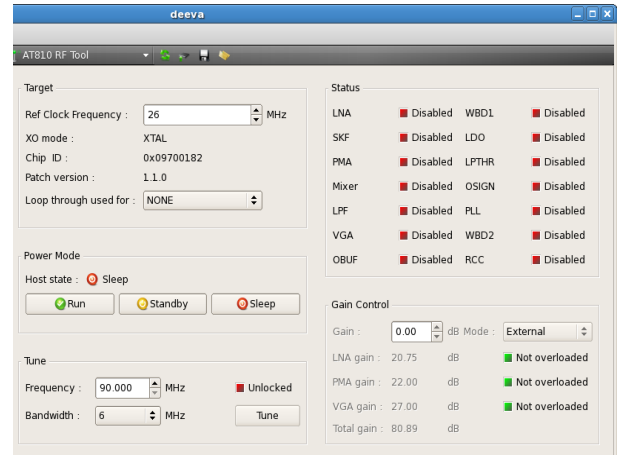 deeva
AT810 RF Tool
Target
Ref Clock Frequency : 26 MHz
XO mode : XTAL
Chip ID : 0x09700182
Patch version : 1.1.0
Loop through used for : NONE
Power Mode
Host state : Sleep
Run Standby Sleep
Tune
Frequency : 90.000 MHz Unlocked
Bandwidth : 6 MHz Tune
Status
LNA Disabled WBD1 Disabled
SKF Disabled LDO Disabled
PMA Disabled LPTHR Disabled
Mixer Disabled OSIGN Disabled
LPF Disabled PLL Disabled
VGA Disabled WBD2 Disabled
OBUF Disabled RCC Disabled
Gain Control
Gain : 0.00 dB Mode : External
LNA gain : 20.75 dB Not overloaded
PMA gain : 22.00 dB Not overloaded
VGA gain : 27.00 dB Not overloaded
Total gain : 80.89 dB